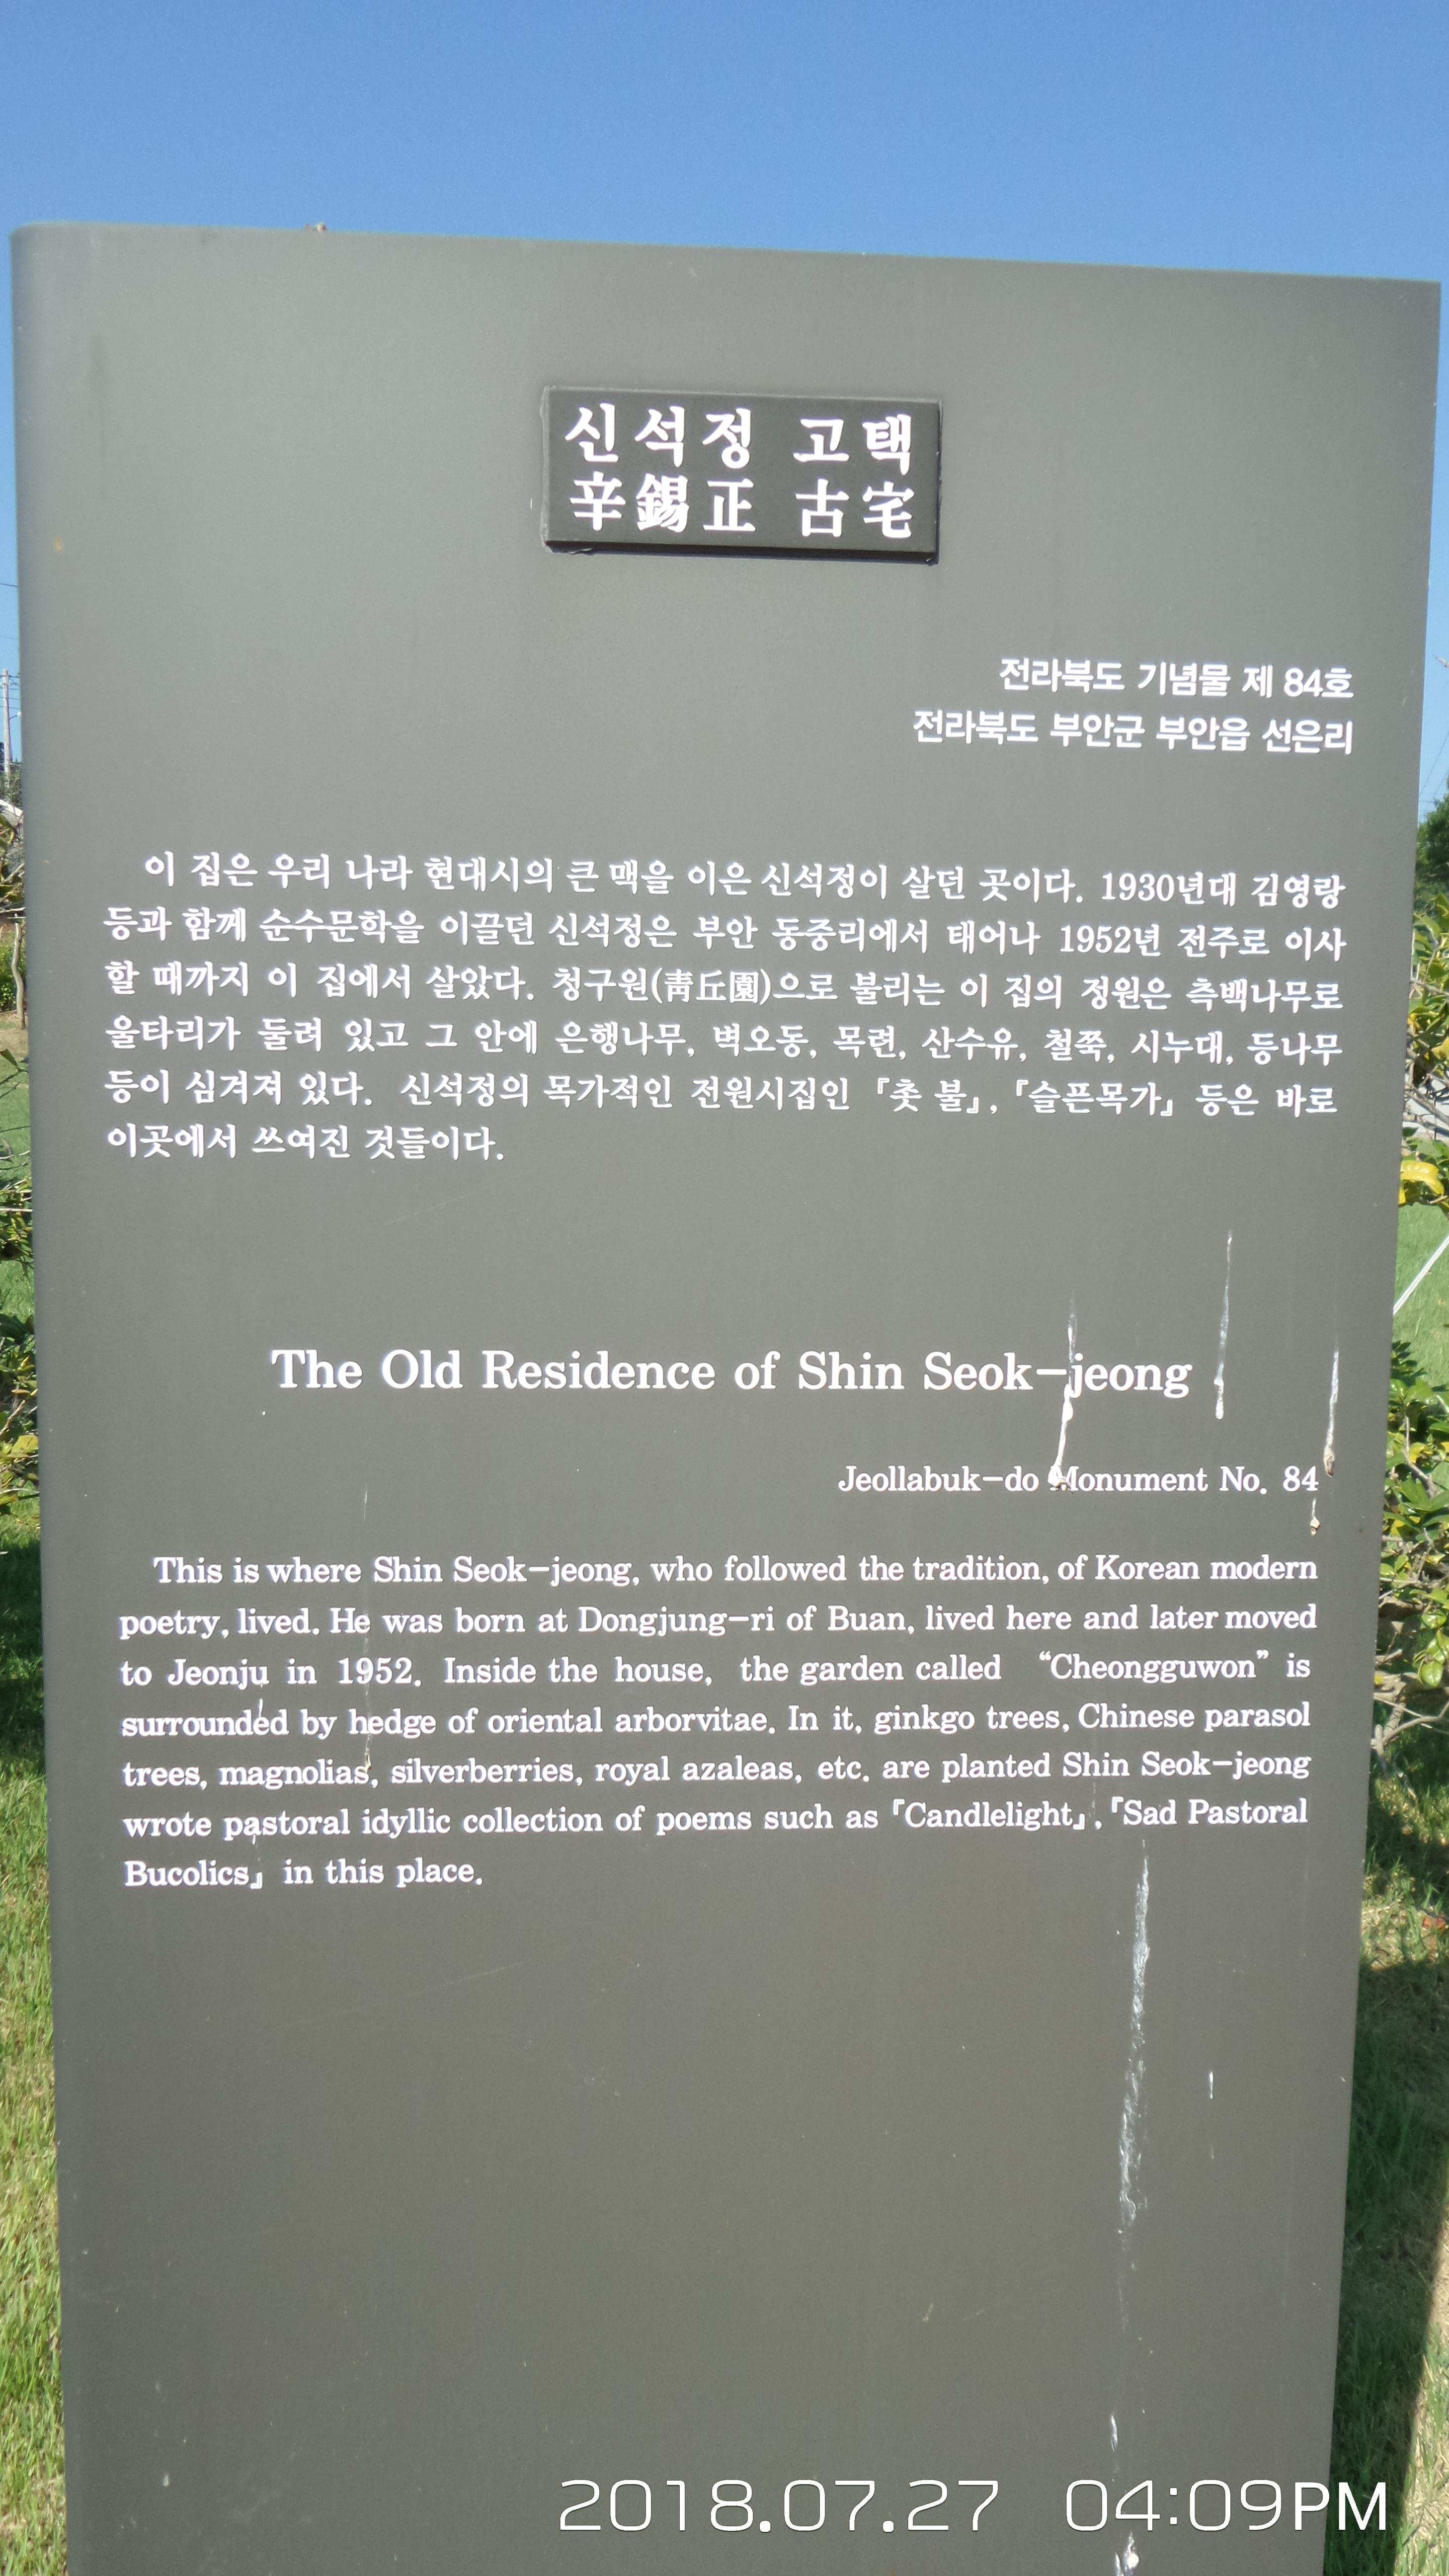 신석정 고택
辛錫正 古宅
전라북도 기념물 제 84호
전라북도 부안군 부안읍 선은리
이 집은 우리 나라 현대시의 큰 맥을 이은 신석정이 살던 곳이다. 1930년대 김영랑
등과 함께 순수문학을 이끌던 신석정은 부안 동중리에서 태어나 1952년 전주로 이사
할 때까지 이 집에서 살았다. 청구원(靑丘園)으로 불리는 이 집의 정원은 측백나무로
울타리가 둘려 있고 그 안에 은행나무, 벽오동, 목련, 산수유, 철쭉, 시누대, 등나무
등이 심겨져 있다. 신석정의 목가적인 전원시집인 『촛 불』, 『슬픈목가』 등은 바로
이곳에서 쓰여진 것들이다.
The Old Residence of Shin Seok-jeong
Jeollabuk-do Monument No. 84
This is where Shin Seok-jeong, who followed the tradition, of Korean modern
poetry, lived. He was born at Dongjung-ri of Buan, lived here and later moved
to Jeonju in 1952. Inside the house, the garden called “Cheongguwon” is
surrounded by hedge of oriental arborvitae. In it, ginkgo trees, Chinese parasol
trees, magnolias, silverberries, royal azaleas, etc. are planted Shin Seok-jeong
wrote pastoral idyllic collection of poems such as 『Candlelight』, 『Sad Pastoral
Bucolics』 in this place.
2018.07.27 04:09PM